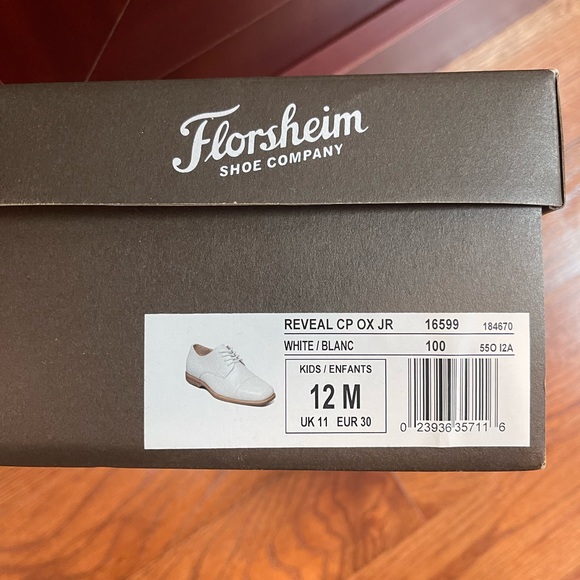 Florsheim
SHOE COMPANY
REVEAL CP OX JR 16599 184670
WHITE / BLANC 100 55O I2A
KIDS / ENFANTS
12 M
UK 11 EUR 30
0 23936 35711 6